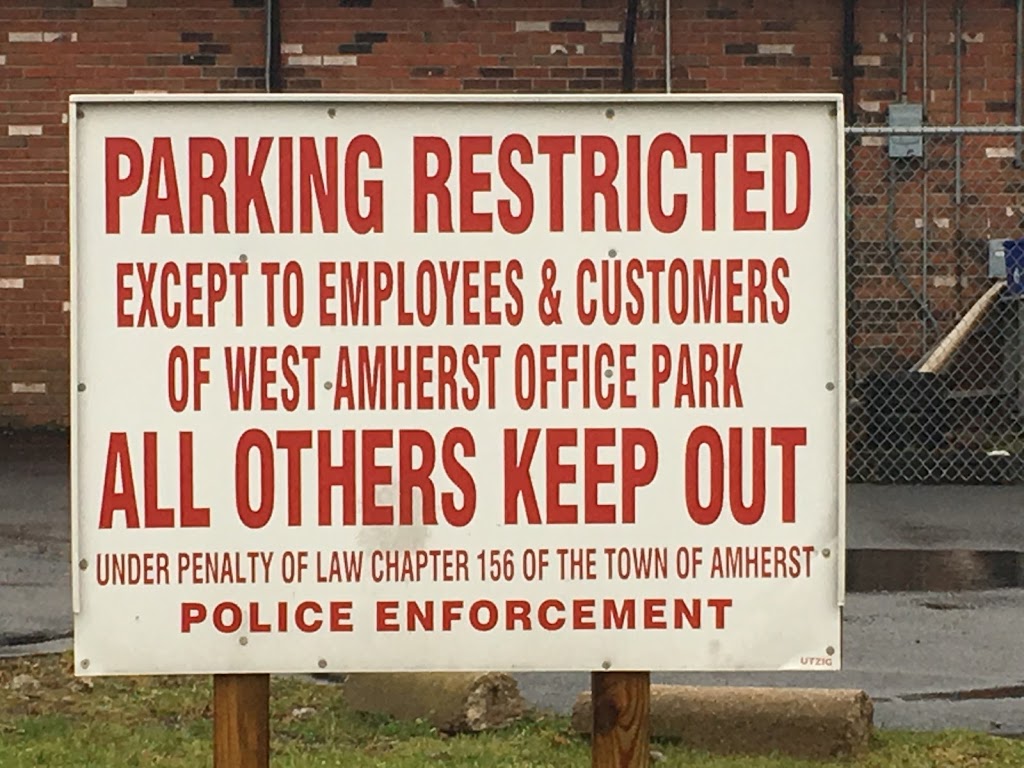 PARKING RESTRICTED
EXCEPT TO EMPLOYEES & CUSTOMERS
OF WEST AMHERST OFFICE PARK
ALL OTHERS KEEP OUT
UNDER PENALTY OF LAW CHAPTER 156 OF THE TOWN OF AMHERST
POLICE ENFORCEMENT
UTZIG